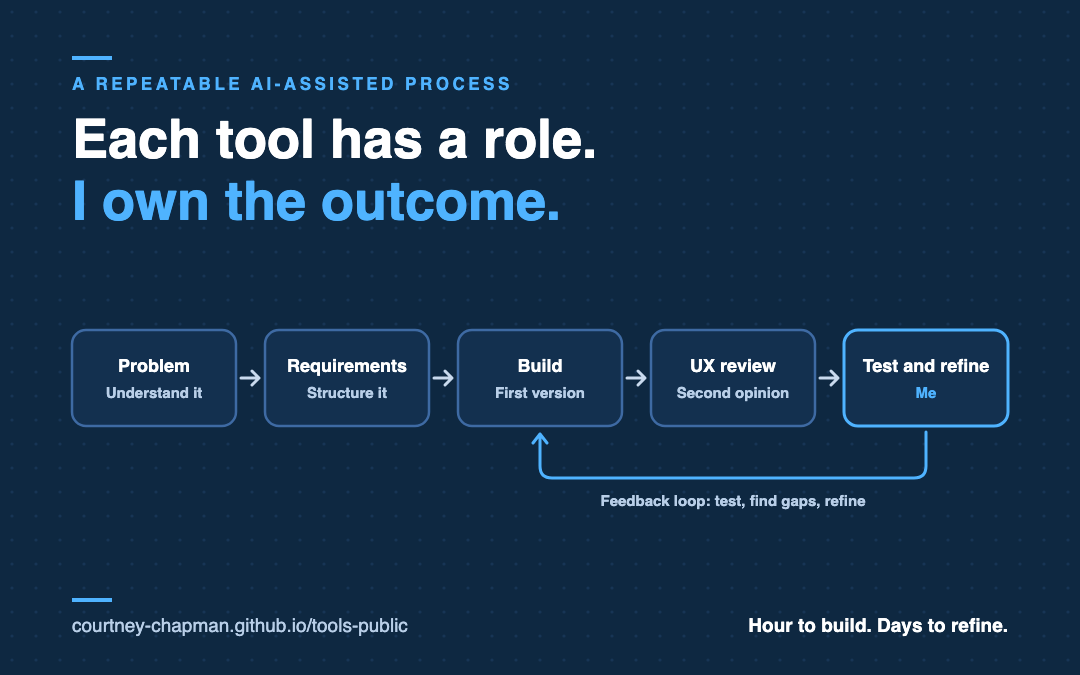 A REPEATABLE AI-ASSISTED PROCESS
Each tool has a role.
I own the outcome.
Problem
Understand it
Requirements
Structure it
Build
First version
UX review
Second opinion
Test and refine
Me
Feedback loop: test, find gaps, refine
courtney-chapman.github.io/tools-public
Hour to build. Days to refine.